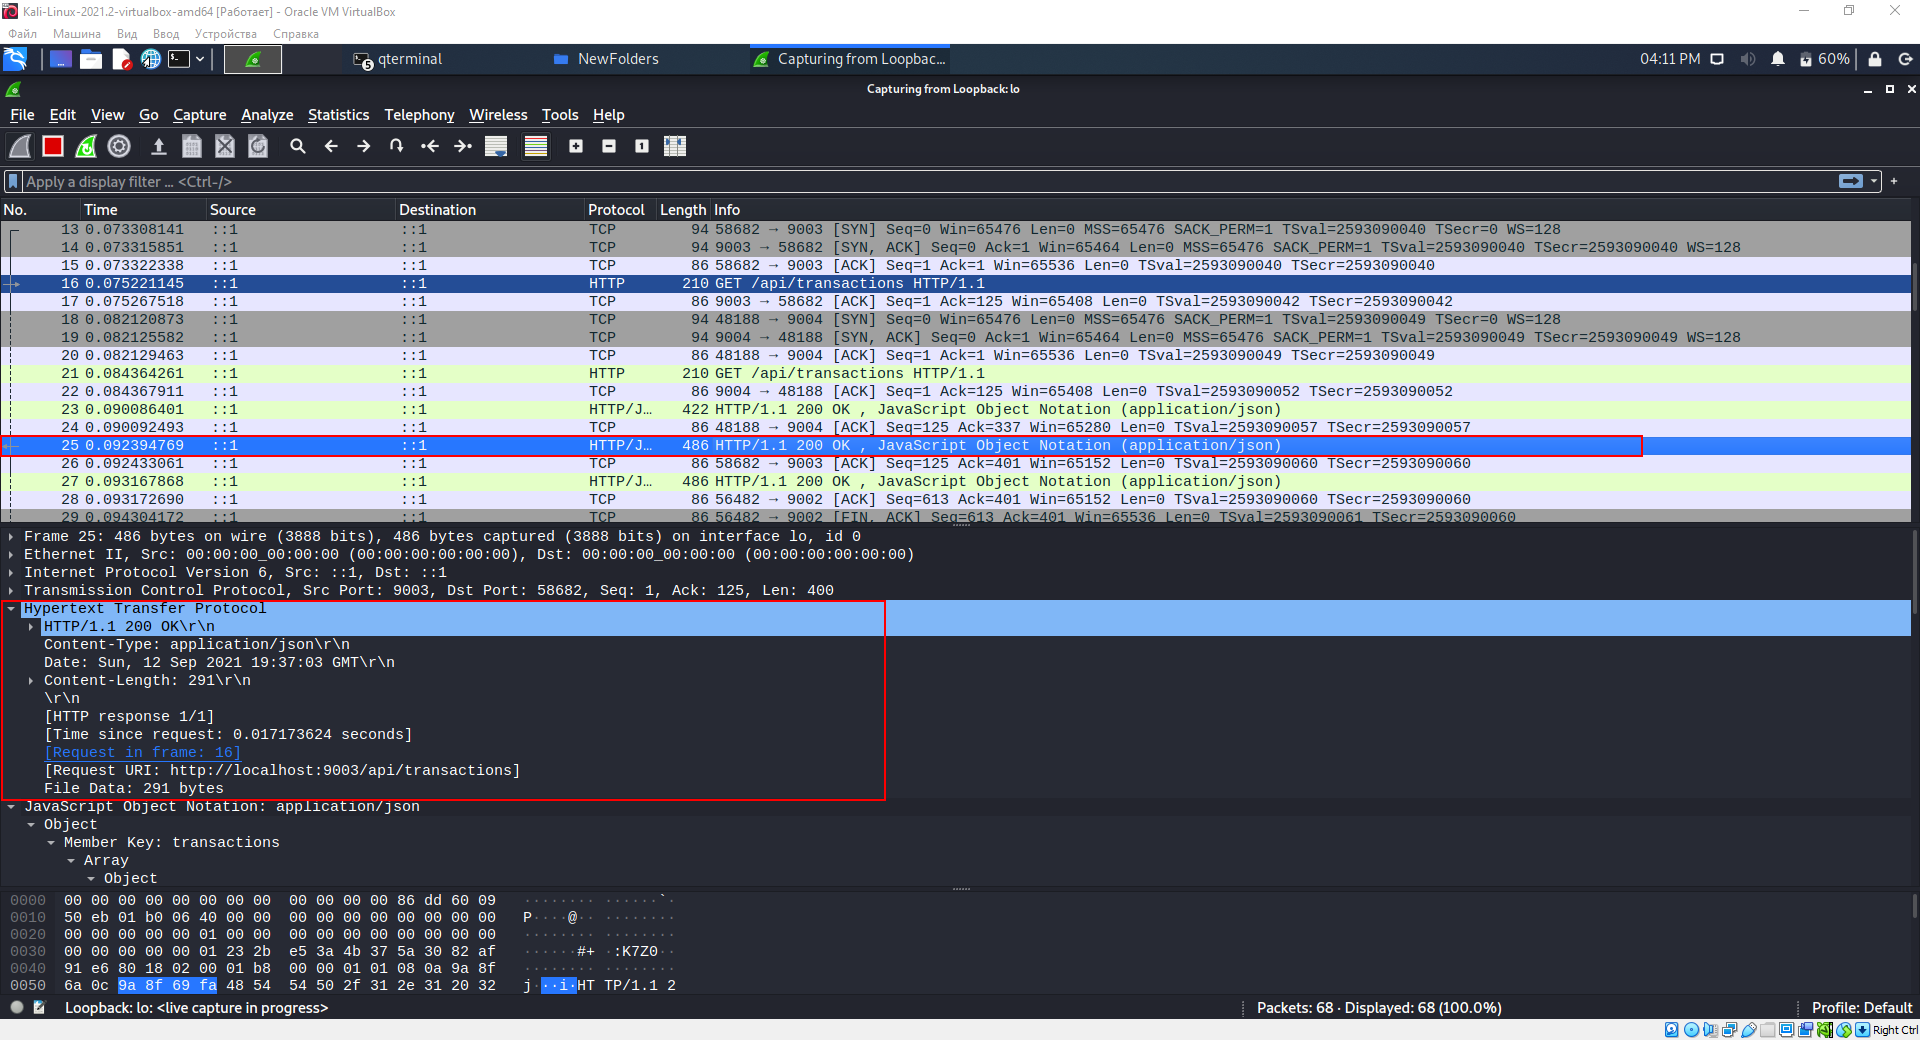 Kali-Linux-2021.2-virtualbox-amd64 [Работает] - Oracle VM VirtualBox
Файл Машина Вид Ввод Устройства Справка
qterminal NewFolders Capturing from Loopbac... 04:11 PM 60%
5
Capturing from Loopback: lo
File Edit View Go Capture Analyze Statistics Telephony Wireless Tools Help
Apply a display filter ... <Ctrl-/>
No. Time Source Destination Protocol Length Info
13 0.073308141 ::1 ::1 TCP 94 58682 → 9003 [SYN] Seq=0 Win=65476 Len=0 MSS=65476 SACK_PERM=1 TSval=2593090040 TSecr=0 WS=128
14 0.073315851 ::1 ::1 TCP 94 9003 → 58682 [SYN, ACK] Seq=0 Ack=1 Win=65464 Len=0 MSS=65476 SACK_PERM=1 TSval=2593090040 TSecr=2593090040 WS=128
15 0.073322338 ::1 ::1 TCP 86 58682 → 9003 [ACK] Seq=1 Ack=1 Win=65536 Len=0 TSval=2593090040 TSecr=2593090040
16 0.075221145 ::1 ::1 HTTP 210 GET /api/transactions HTTP/1.1
17 0.075267518 ::1 ::1 TCP 86 9003 → 58682 [ACK] Seq=1 Ack=125 Win=65408 Len=0 TSval=2593090042 TSecr=2593090042
18 0.082120873 ::1 ::1 TCP 94 48188 → 9004 [SYN] Seq=0 Win=65476 Len=0 MSS=65476 SACK_PERM=1 TSval=2593090049 TSecr=0 WS=128
19 0.082125582 ::1 ::1 TCP 94 9004 → 48188 [SYN, ACK] Seq=0 Ack=1 Win=65464 Len=0 MSS=65476 SACK_PERM=1 TSval=2593090049 TSecr=2593090049 WS=128
20 0.082129463 ::1 ::1 TCP 86 48188 → 9004 [ACK] Seq=1 Ack=1 Win=65536 Len=0 TSval=2593090049 TSecr=2593090049
21 0.084364261 ::1 ::1 HTTP 210 GET /api/transactions HTTP/1.1
22 0.084367911 ::1 ::1 TCP 86 9004 → 48188 [ACK] Seq=1 Ack=125 Win=65408 Len=0 TSval=2593090052 TSecr=2593090052
23 0.090086401 ::1 ::1 HTTP/J... 422 HTTP/1.1 200 OK , JavaScript Object Notation (application/json)
24 0.090092493 ::1 ::1 TCP 86 48188 → 9004 [ACK] Seq=125 Ack=337 Win=65280 Len=0 TSval=2593090057 TSecr=2593090057
25 0.092394769 ::1 ::1 HTTP/J... 486 HTTP/1.1 200 OK , JavaScript Object Notation (application/json)
26 0.092433061 ::1 ::1 TCP 86 58682 → 9003 [ACK] Seq=125 Ack=401 Win=65152 Len=0 TSval=2593090060 TSecr=2593090060
27 0.093167868 ::1 ::1 HTTP/J... 486 HTTP/1.1 200 OK , JavaScript Object Notation (application/json)
28 0.093172690 ::1 ::1 TCP 86 56482 → 9002 [ACK] Seq=613 Ack=401 Win=65152 Len=0 TSval=2593090060 TSecr=2593090060
29 0.094304172 ::1 ::1 TCP 86 56482 → 9002 [FIN, ACK] Seq=613 Ack=401 Win=65536 Len=0 TSval=2593090061 TSecr=2593090060
Frame 25: 486 bytes on wire (3888 bits), 486 bytes captured (3888 bits) on interface lo, id 0
Ethernet II, Src: 00:00:00_00:00:00 (00:00:00:00:00:00), Dst: 00:00:00_00:00:00 (00:00:00:00:00:00)
Internet Protocol Version 6, Src: ::1, Dst: ::1
Transmission Control Protocol, Src Port: 9003, Dst Port: 58682, Seq: 1, Ack: 125, Len: 400
Hypertext Transfer Protocol
HTTP/1.1 200 OK\r\n
Content-Type: application/json\r\n
Date: Sun, 12 Sep 2021 19:37:03 GMT\r\n
Content-Length: 291\r\n
\r\n
[HTTP response 1/1]
[Time since request: 0.017173624 seconds]
[Request in frame: 16]
[Request URI: http://localhost:9003/api/transactions]
File Data: 291 bytes
JavaScript Object Notation: application/json
Object
Member Key: transactions
Array
Object
0000 00 00 00 00 00 00 00 00 00 00 00 00 86 dd 60 09 ········ ······`·
0010 50 eb 01 b0 06 40 00 00 00 00 00 00 00 00 00 00 P····@·· ········
0020 00 00 00 00 00 01 00 00 00 00 00 00 00 00 00 00 ········ ········
0030 00 00 00 00 00 01 23 2b e5 3a 4b 37 5a 30 82 af ······#+ ·:K7Z0··
0040 91 e6 80 18 02 00 01 b8 00 00 01 01 08 0a 9a 8f ········ ········
0050 6a 0c 9a 8f 69 fa 48 54 54 50 2f 31 2e 31 20 32 j···i·HT TP/1.1 2
Loopback: lo: <live capture in progress> Packets: 68 · Displayed: 68 (100.0%) Profile: Default
Right Ctrl